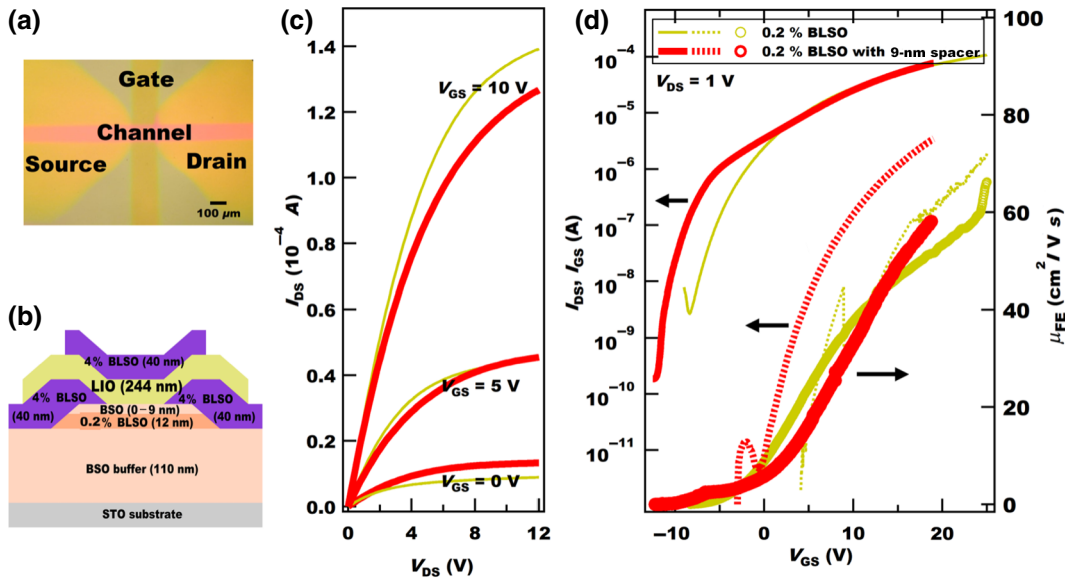 (a)
Gate
Channel
Source
Drain
100 μm
(b)
4% BLSO (40 nm)
LIO (244 nm)
4% BLSO
4% BLSO
(40 nm)
BSO (0–9 nm)
(40 nm)
0.2% BLSO (12 nm)
BSO buffer (110 nm)
STO substrate
(c)
I_DS (10⁻⁴ A)
1.4
1.2
1.0
0.8
0.6
0.4
0.2
0.0
V_GS = 10 V
V_GS = 5 V
V_GS = 0 V
0 4 8 12
V_DS (V)
(d)
0.2 % BLSO
0.2 % BLSO with 9-nm spacer
V_DS = 1 V
I_DS, I_GS (A)
10⁻⁴
10⁻⁵
10⁻⁶
10⁻⁷
10⁻⁸
10⁻⁹
10⁻¹⁰
10⁻¹¹
−10 0 10 20
V_GS (V)
100
80
60
40
20
0
μ_FE (cm²/V s)